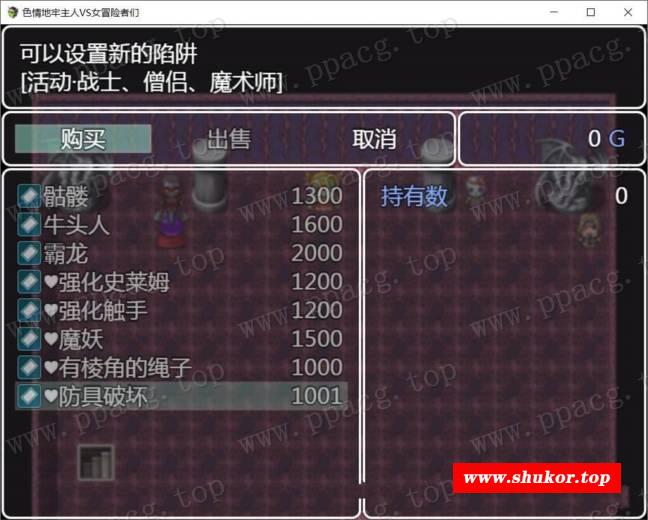 色情地牢主人VS女冒险者们
可以设置新的陷阱
[活动·战士、僧侣、魔术师]
购买 出售 取消 0 G
骷髅 1300 持有数 0
牛头人 1600
霸龙 2000
♥强化史莱姆 1200
♥强化触手 1200
♥魔妖 1500
♥有棱角的绳子 1000
♥防具破坏 1001
www.shukor.top
www.ppacg.top